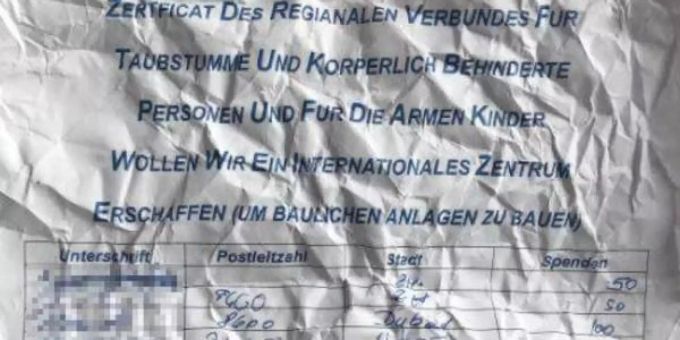 ZERTFICAT DES REGIANALEN VERBUNDES FUR
TAUBSTUMME UND KORPERLICH BEHINDERTE
PERSONEN UND FUR DIE ARMEN KINDER
WOLLEN WIR EIN INTERNATIONALES ZENTRUM
ERSCHAFFEN (UM BAULICHEN ANLAGEN ZU BAUEN)
Unterschrift Postleitzahl Stadt Spenden
50
8600 50
8600 100